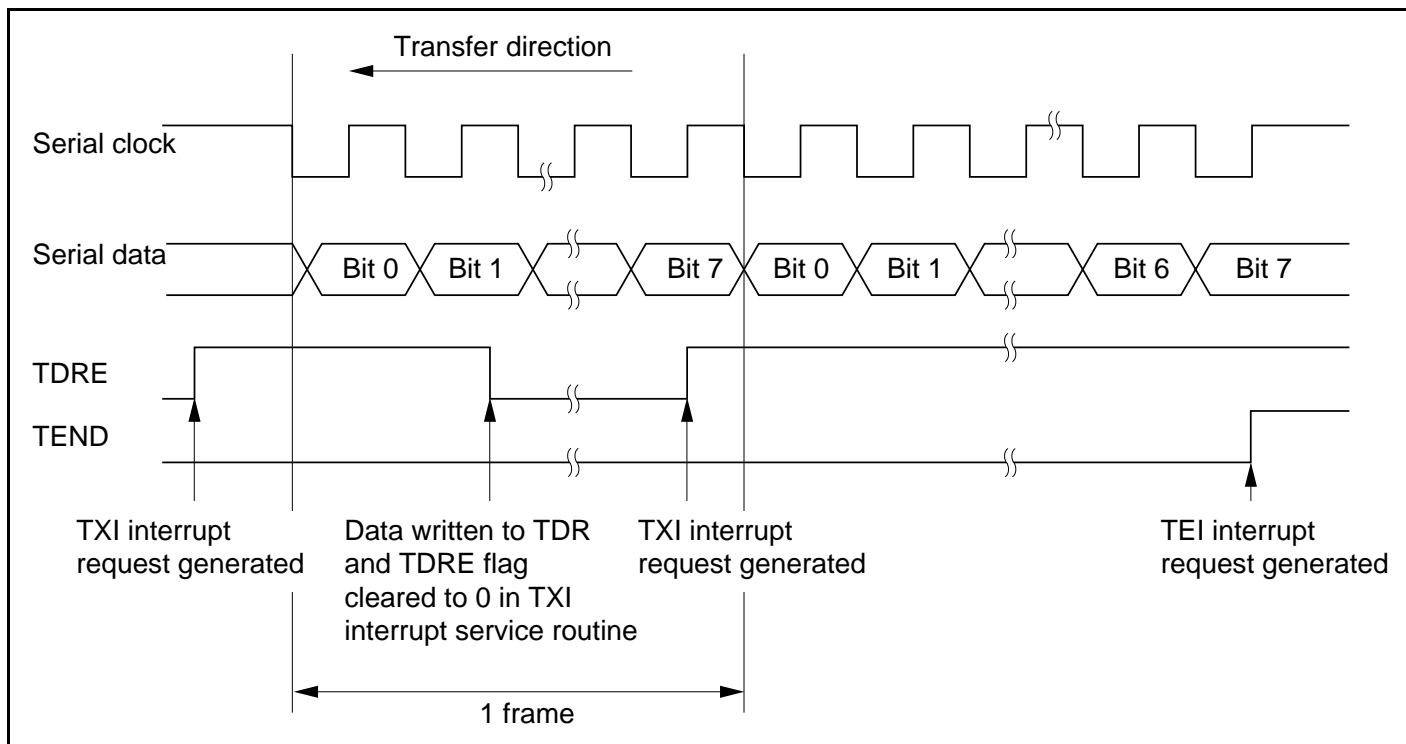 Transfer direction
Serial clock
Serial data
Bit 0
Bit 1
Bit 7
Bit 0
Bit 1
Bit 6
Bit 7
TDRE
TEND
TXI interrupt
request generated
Data written to TDR
and TDRE flag
cleared to 0 in TXI
interrupt service routine
TXI interrupt
request generated
TEI interrupt
request generated
1 frame